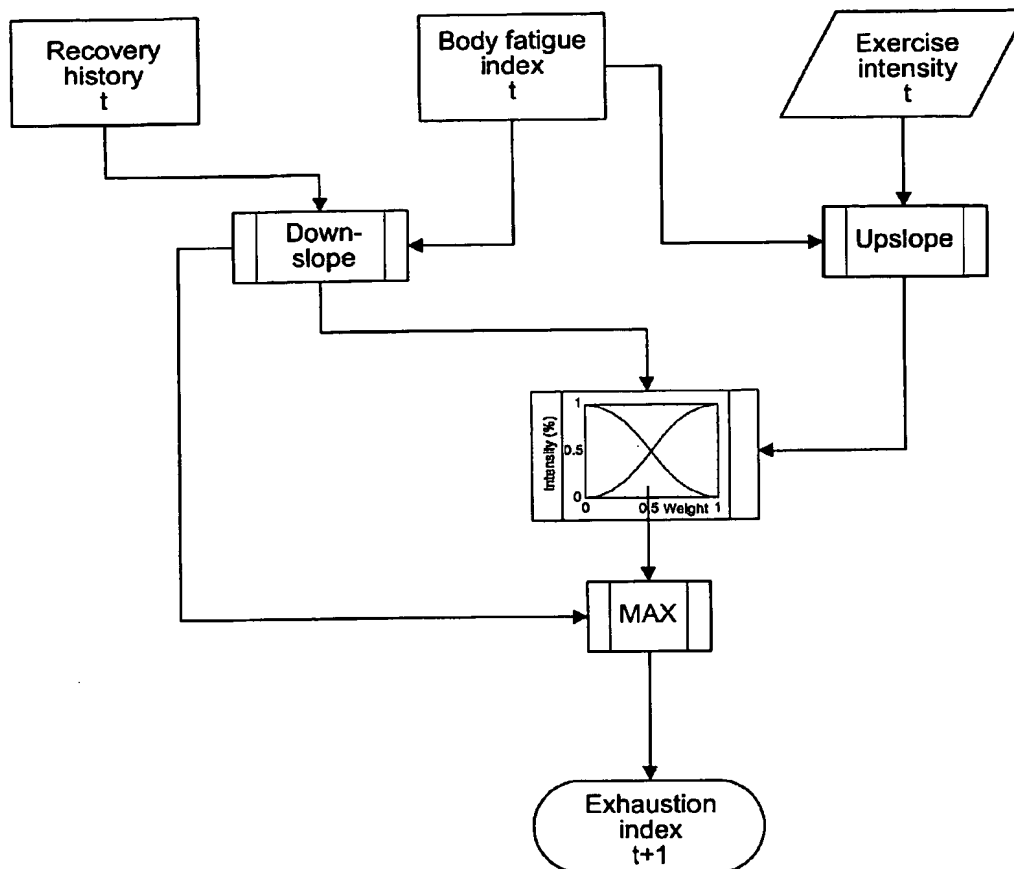 Recovery
history
t
Body fatigue
index
t
Exercise
intensity
t
Down-
slope
Upslope
Intensity (%)
1
0.5
0
0
0.5 Weight 1
MAX
Exhaustion
index
t+1